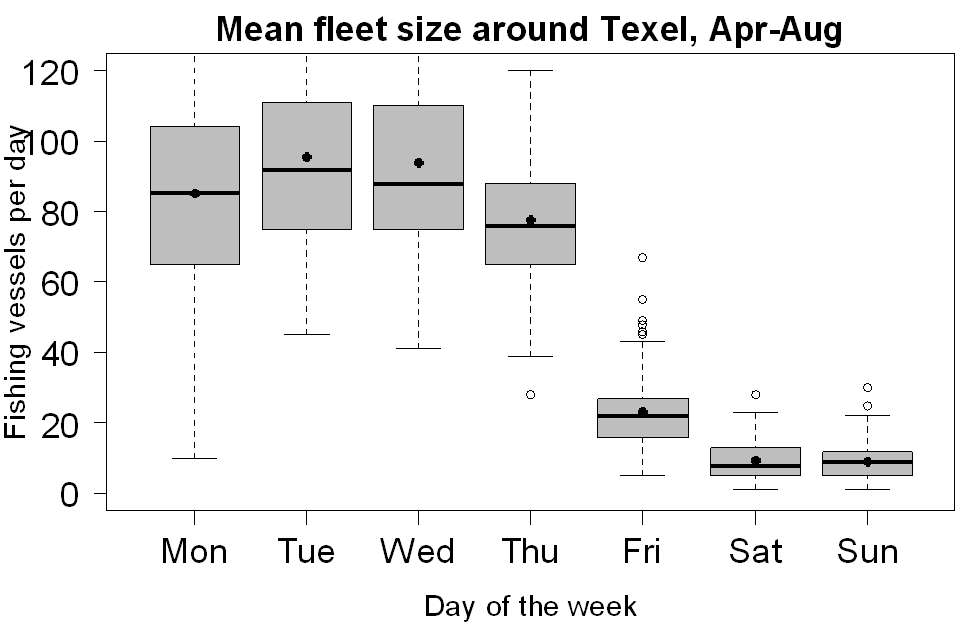 Mean fleet size around Texel, Apr-Aug
Fishing vessels per day
120
100
80
60
40
20
0
Mon Tue Wed Thu Fri Sat Sun
Day of the week